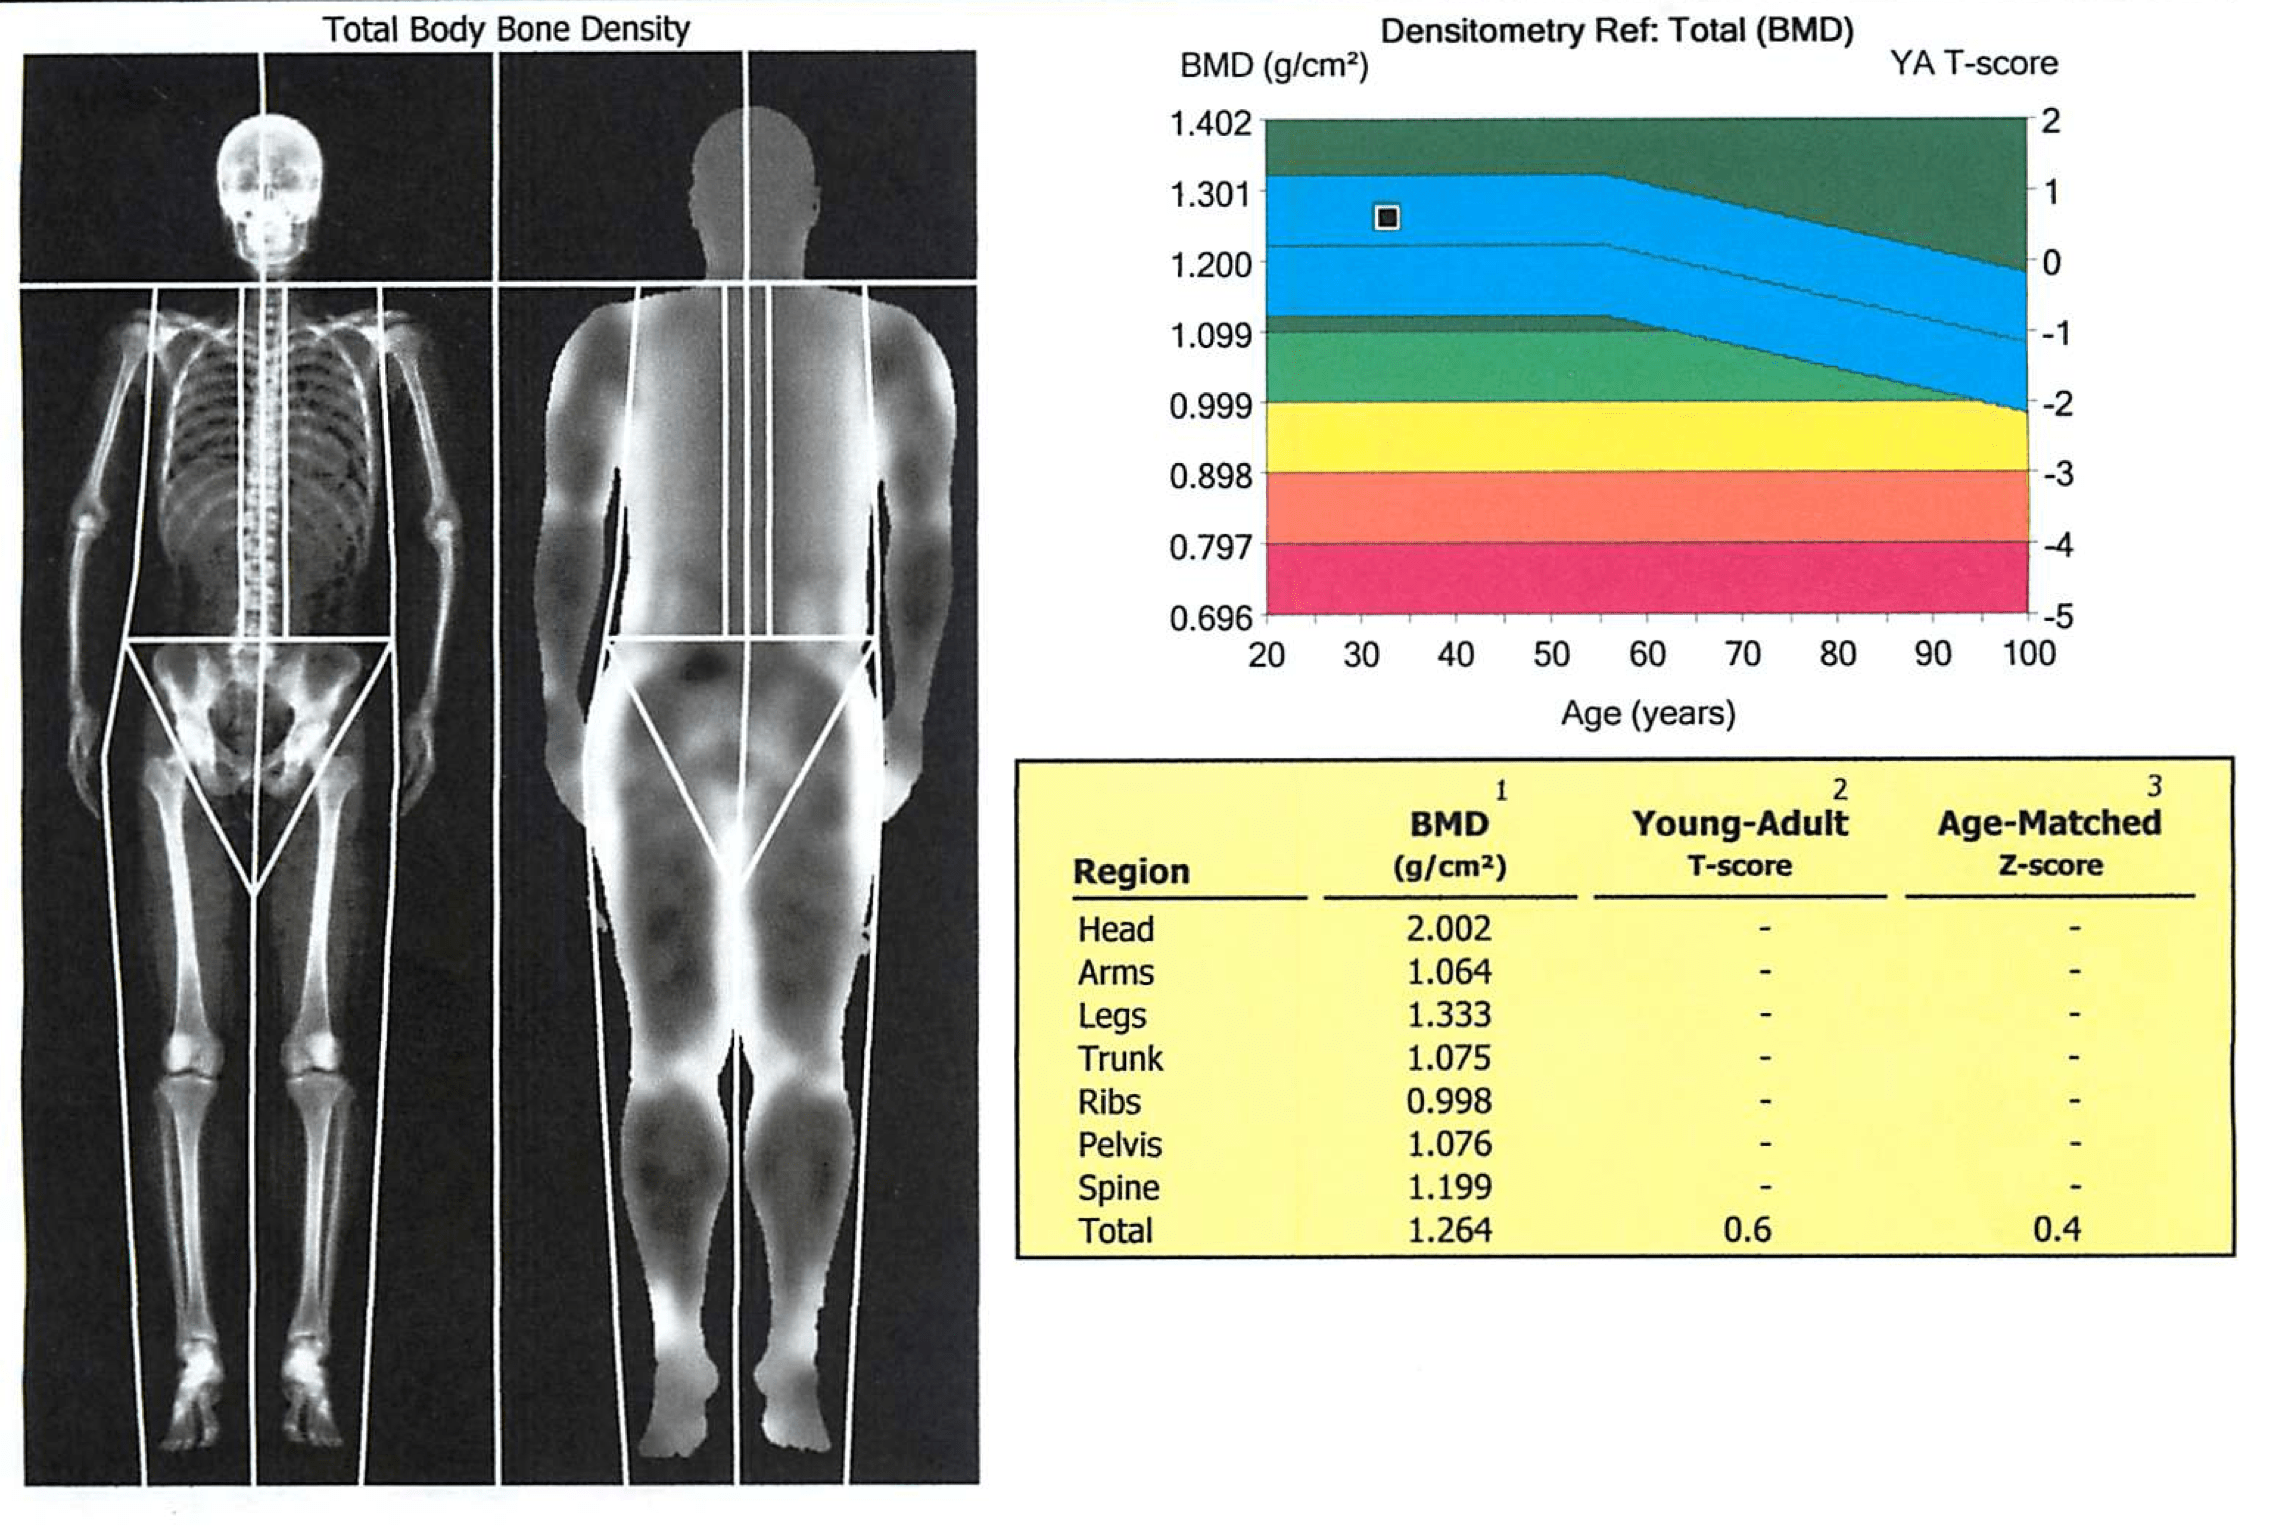 Total Body Bone Density
Densitometry Ref: Total (BMD)
BMD (g/cm²) YA T-score
1.402 2
1.301 1
1.200 0
1.099 -1
0.999 -2
0.898 -3
0.797 -4
0.696 -5
20 30 40 50 60 70 80 90 100
Age (years)
1 2 3
BMD Young-Adult Age-Matched
Region (g/cm²) T-score Z-score
Head 2.002 - -
Arms 1.064 - -
Legs 1.333 - -
Trunk 1.075 - -
Ribs 0.998 - -
Pelvis 1.076 - -
Spine 1.199 - -
Total 1.264 0.6 0.4